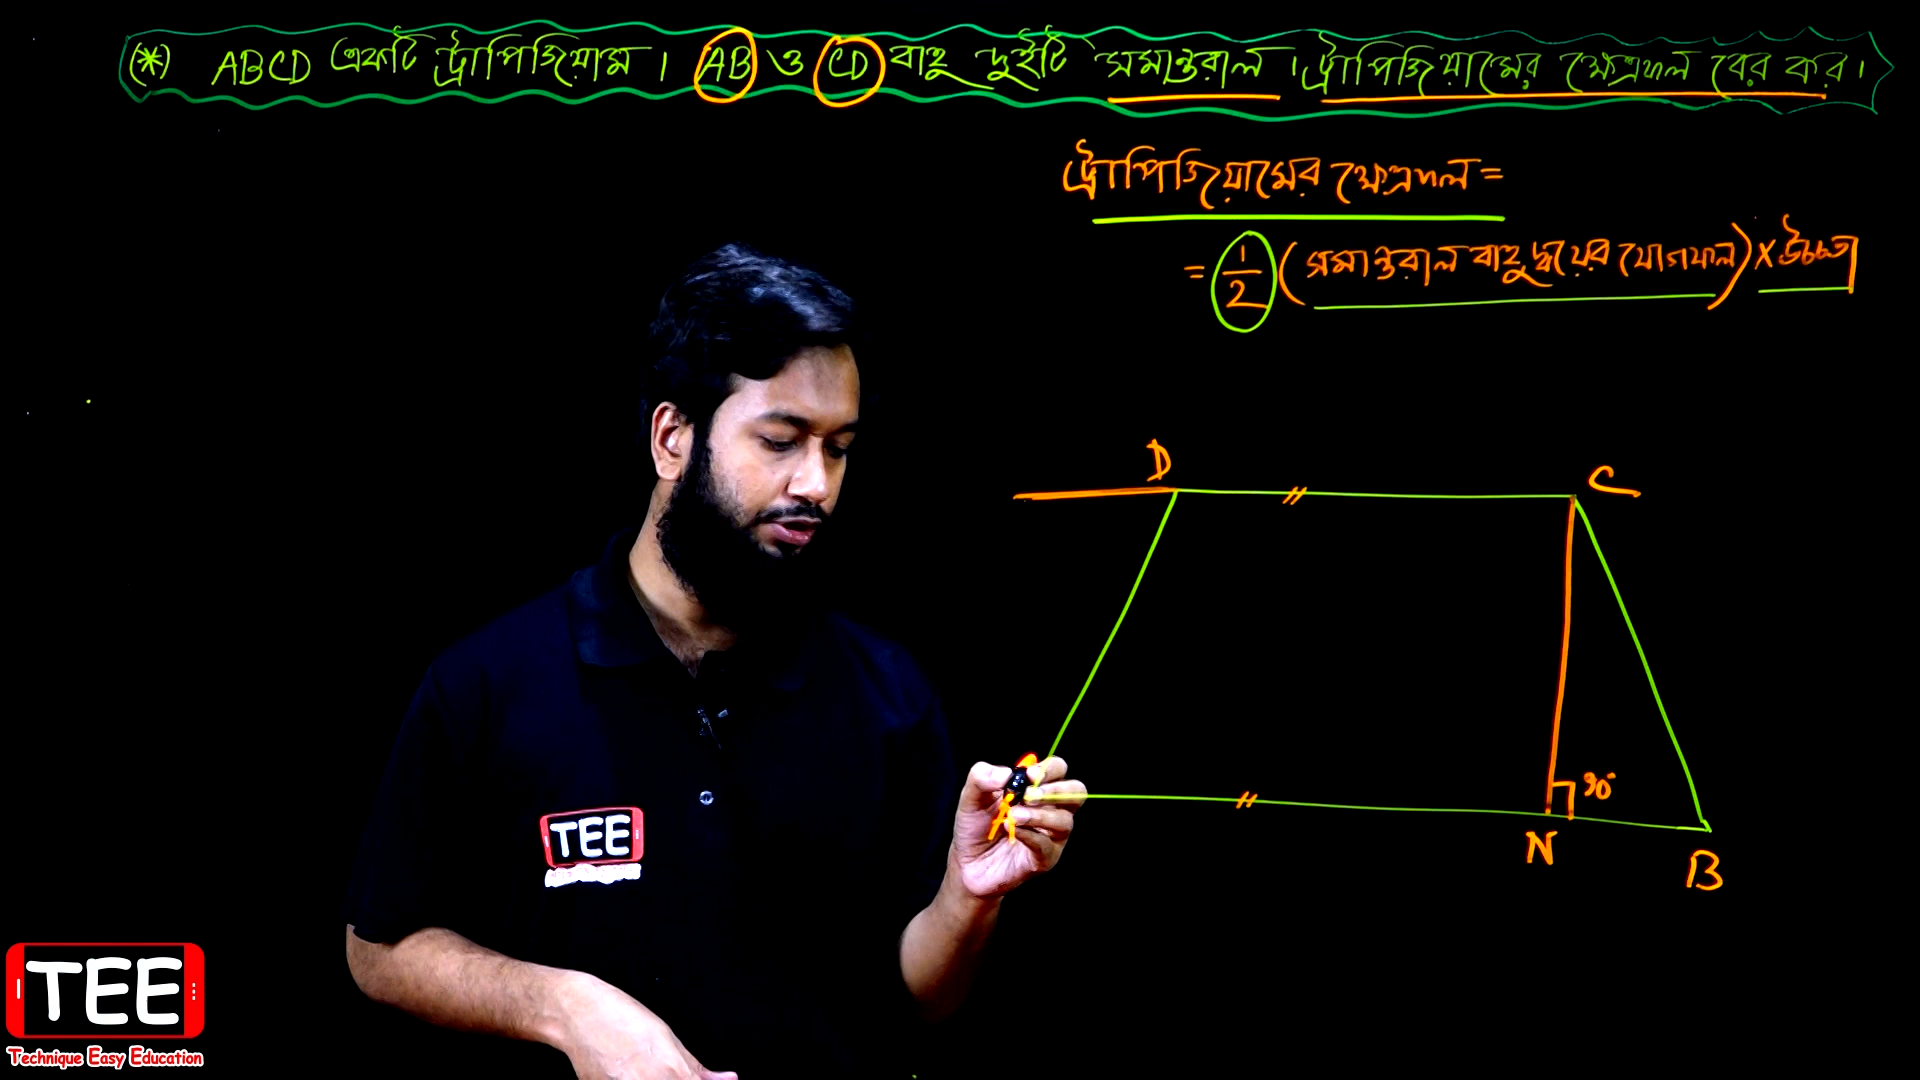 (*) ABCD একটি ট্রাপিজিয়াম। AB ও CD বাহু দুইটি সমান্তরাল। ট্রাপিজিয়ামের ক্ষেত্রফল বের কর।
ট্রাপিজিয়ামের ক্ষেত্রফল =
= 1/2 (সমান্তরাল বাহুদ্বয়ের যোগফল) × উচ্চতা
D
C
90°
A
N
B
TEE
TEE
Technique Easy Education